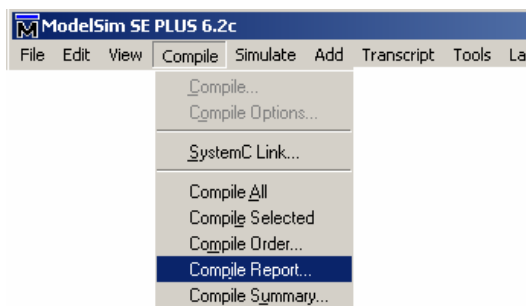 ModelSim SE PLUS 6.2c
File Edit View Compile Simulate Add Transcript Tools La
Compile...
Compile Options...
SystemC Link...
Compile All
Compile Selected
Compile Order...
Compile Report...
Compile Summary...